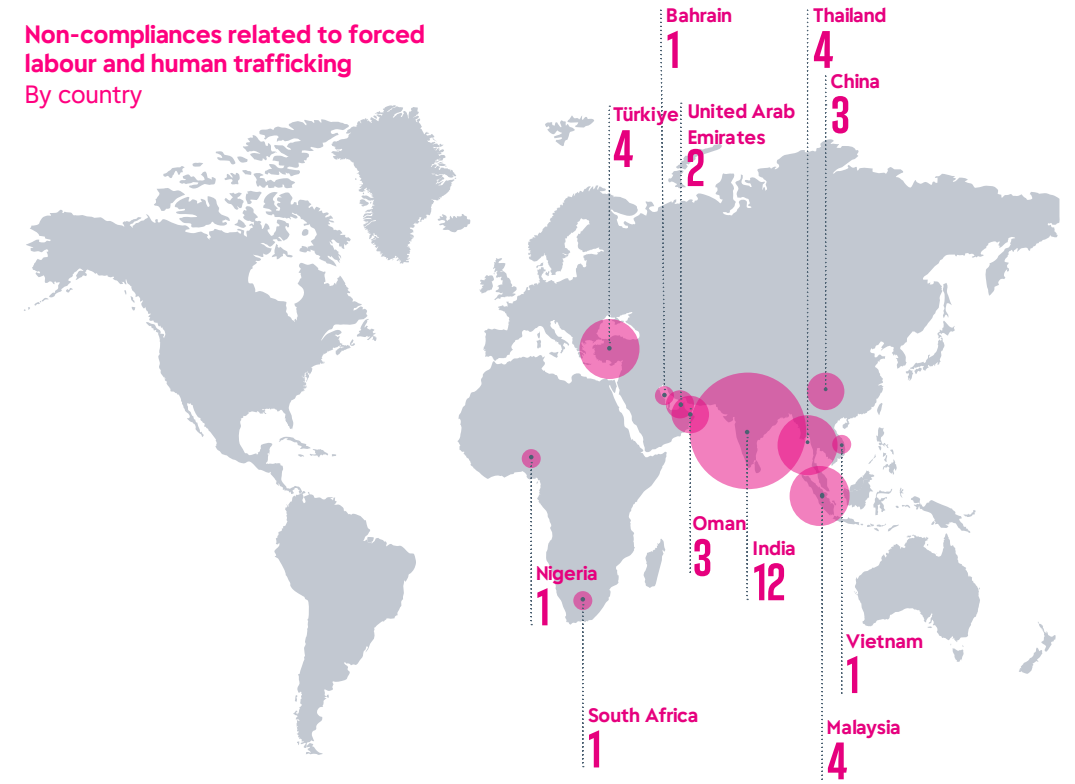 Non-compliances related to forced
labour and human trafficking
By country
Bahrain
1
Thailand
4
China
3
Türkiye
4
United Arab
Emirates
2
Oman
3
India
12
Nigeria
1
Vietnam
1
South Africa
1
Malaysia
4